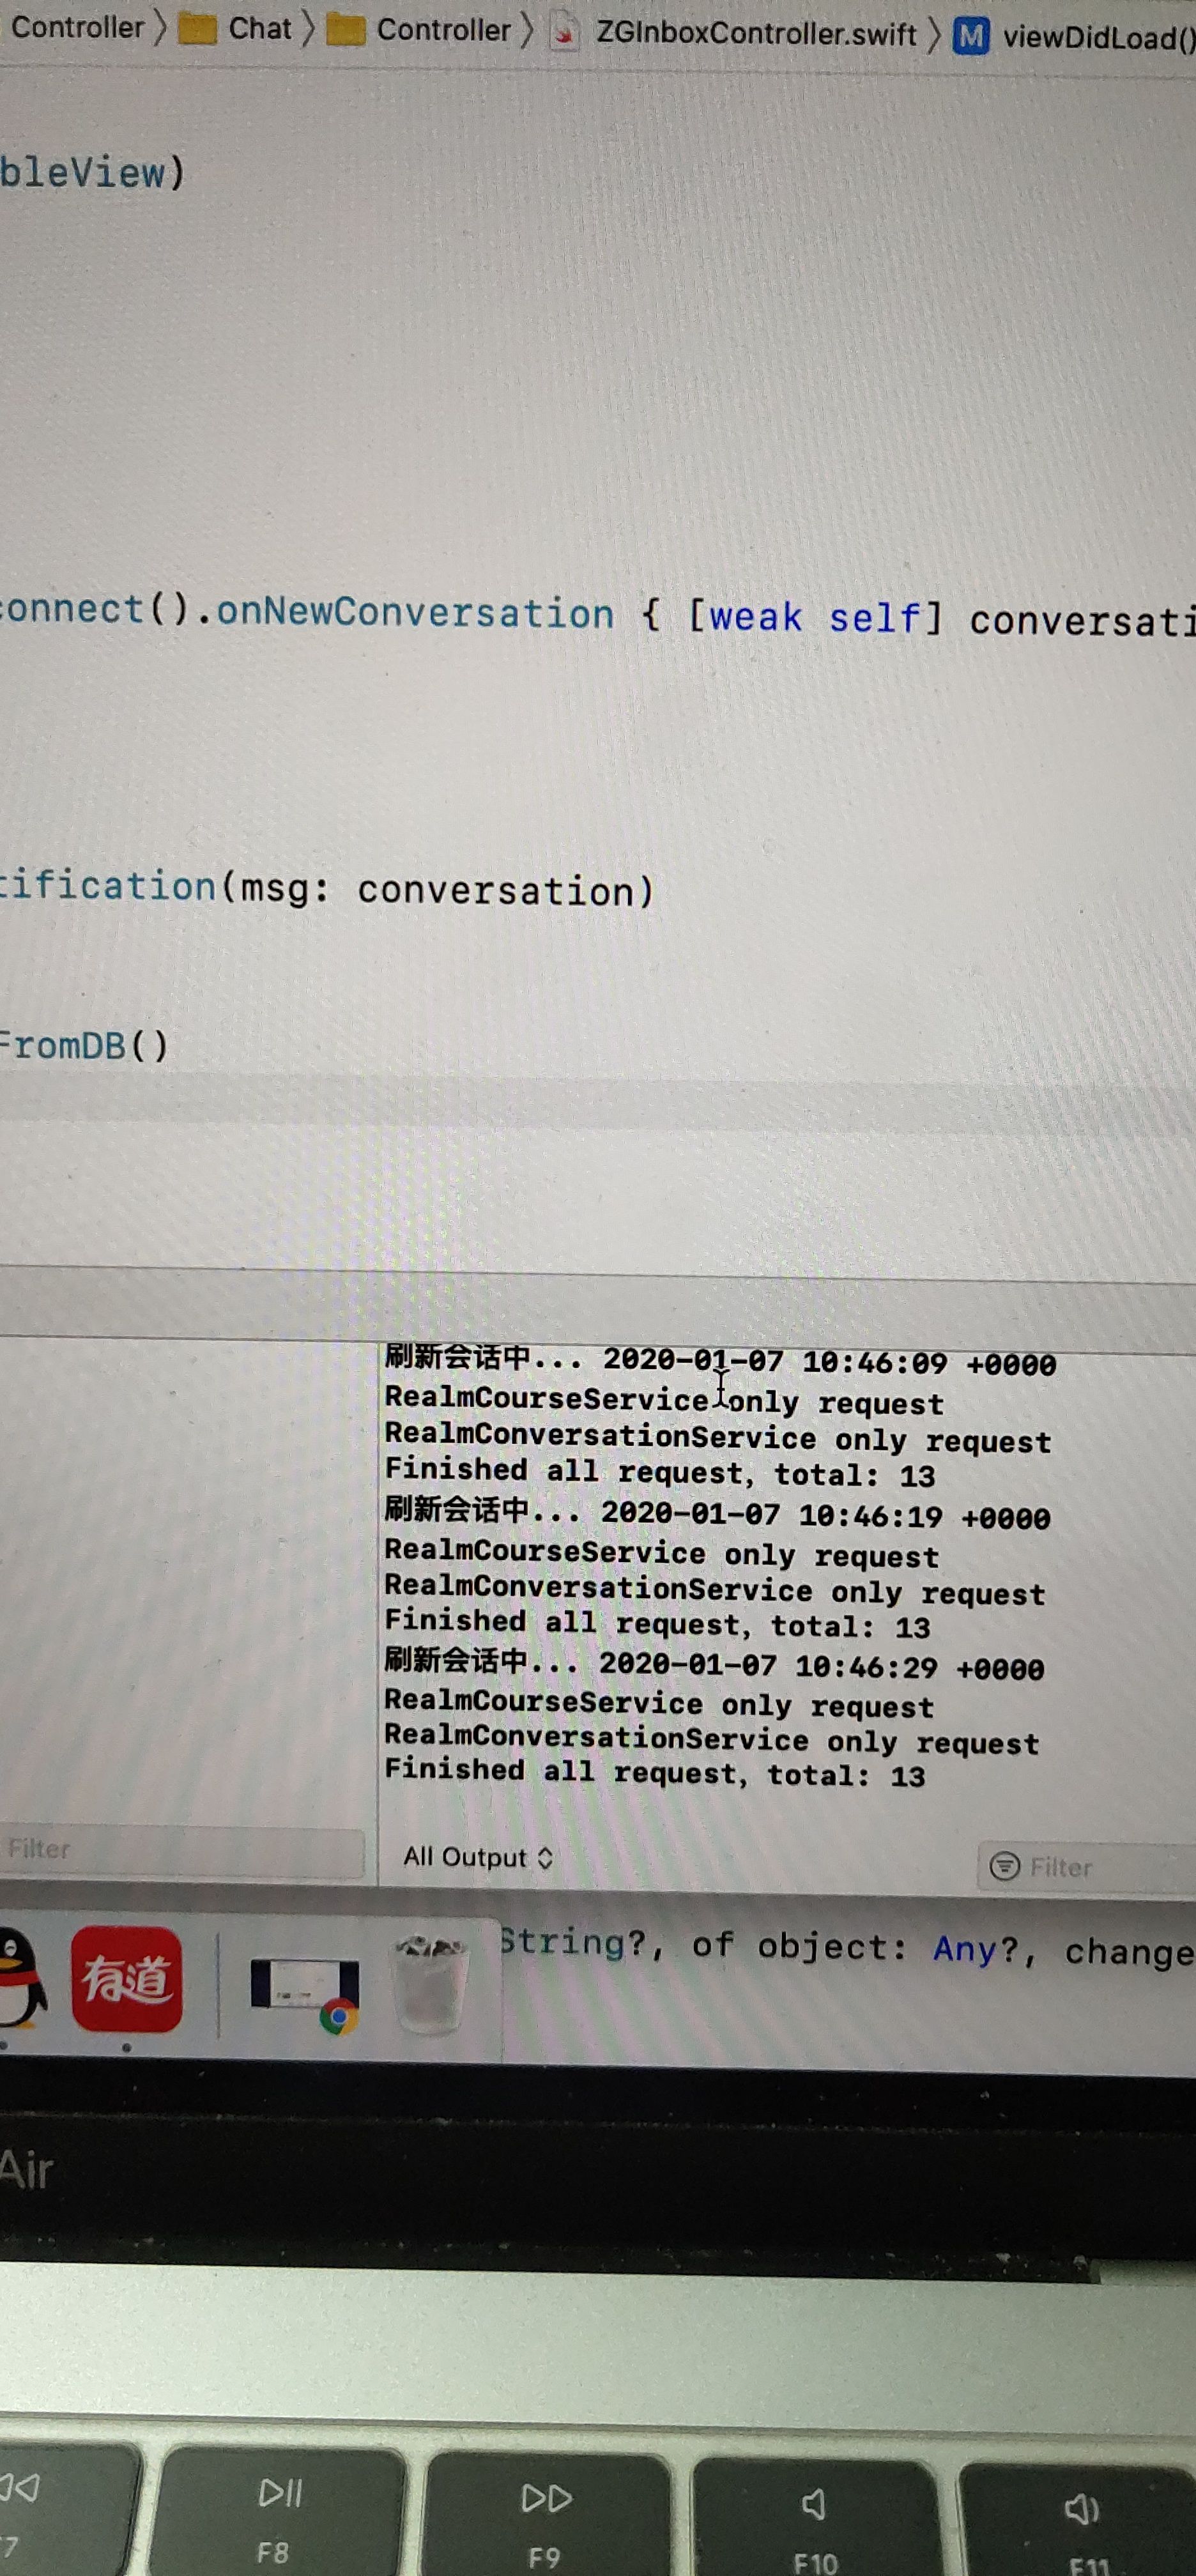 Controller 〉 Chat 〉 Controller 〉 ZGInboxController.swift 〉 M viewDidLoad()
bleView)
onnect().onNewConversation { [weak self] conversati
tification(msg: conversation)
FromDB()
刷新会话中... 2020-01-07 10:46:09 +0000
RealmCourseService only request
RealmConversationService only request
Finished all request, total: 13
刷新会话中... 2020-01-07 10:46:19 +0000
RealmCourseService only request
RealmConversationService only request
Finished all request, total: 13
刷新会话中... 2020-01-07 10:46:29 +0000
RealmCourseService only request
RealmConversationService only request
Finished all request, total: 13
Filter
All Output
Filter
String?, of object: Any?, change
有道
Air
7
F8
F9
F10
F11